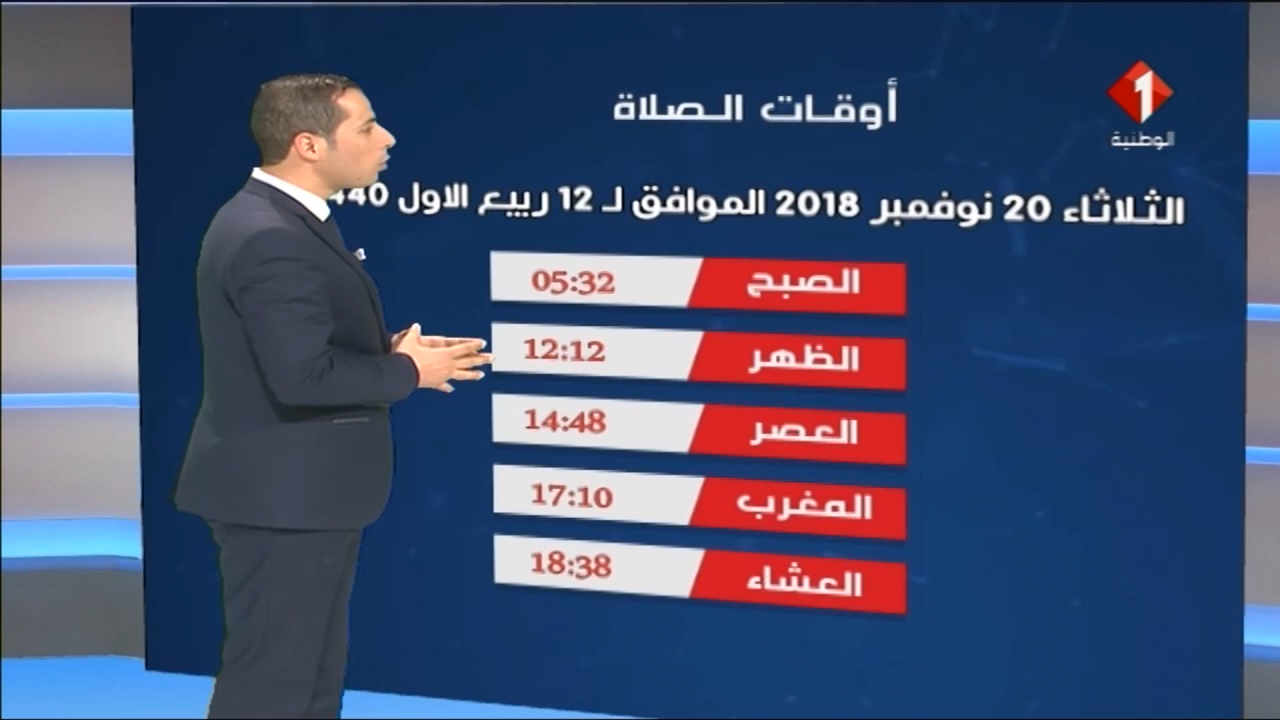 أوقات الصلاة
1
الوطنية
الثلاثاء 20 نوفمبر 2018 الموافق لـ 12 ربيع الاول
الصبح 05:32
الظهر 12:12
العصر 14:48
المغرب 17:10
العشاء 18:38